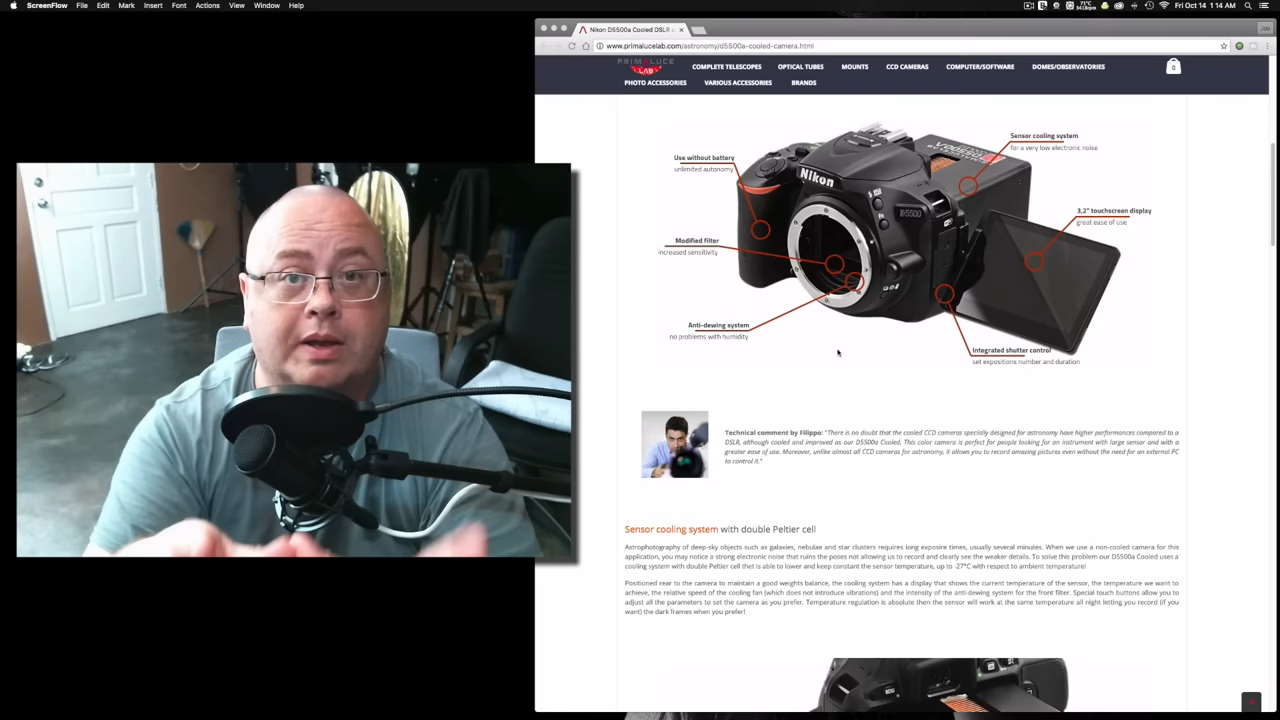 ScreenFlow File Edit Mark Insert Font Actions View Window Help
71°C
Fri Oct 14 1:14 AM
Nikon D5500a Cooled DSLR
www.primalucelab.com/astronomy/d5500a-cooled-camera.html
PRIMALUCE
LAB
COMPLETE TELESCOPES OPTICAL TUBES MOUNTS CCD CAMERAS COMPUTER/SOFTWARE DOMES/OBSERVATORIES
0
PHOTO ACCESSORIES VARIOUS ACCESSORIES BRANDS
Sensor cooling system
for a very low electronic noise
Use without battery
unlimited autonomy
Nikon
D5500
3,2" touchscreen display
great ease of use
Modified filter
increased sensitivity
Anti-dewing system
no problems with humidity
Integrated shutter control
set expositions number and duration
Technical comment by Filippo: "There is no doubt that the cooled CCD cameras specially designed for astronomy have higher performances compared to a
DSLR, although cooled and improved as our D5500a Cooled. This color camera is perfect for people looking for an instrument with large sensor and with a
greater ease of use. Moreover, unlike almost all CCD cameras for astronomy, it allows you to record amazing pictures even without the need for an external PC
to control it."
Sensor cooling system with double Peltier cell
Astrophotography of deep-sky objects such as galaxies, nebulae and star clusters requires long exposure times, usually several minutes. When we use a non-cooled camera for this
application, you may notice a strong electronic noise that ruins the poses not allowing us to record and clearly see the weaker details. To solve this problem our D5500a Cooled uses a
cooling system with double Peltier cell thet is able to lower and keep constant the sensor temperature, up to -27°C with respect to ambient temperature!
Positioned rear to the camera to maintain a good weights balance, the cooling system has a display that shows the current temperature of the sensor, the temperature we want to
achieve, the relative speed of the cooling fan (which does not introduce vibrations) and the intensity of the anti-dewing system for the front filter. Special touch buttons allow you to
adjust all the parameters to set the camera as you prefer. Temperature regulation is absolute then the sensor will work at the same temperature all night letting you record (if you
want) the dark frames when you prefer!
MENU